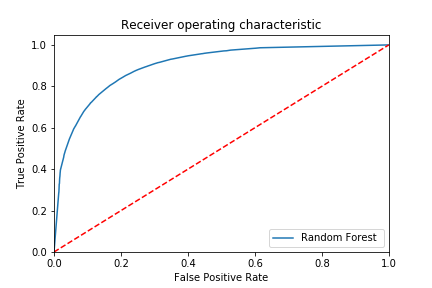 Receiver operating characteristic
1.0
0.8
0.6
0.4
0.2
0.0
True Positive Rate
Random Forest
0.0 0.2 0.4 0.6 0.8 1.0
False Positive Rate